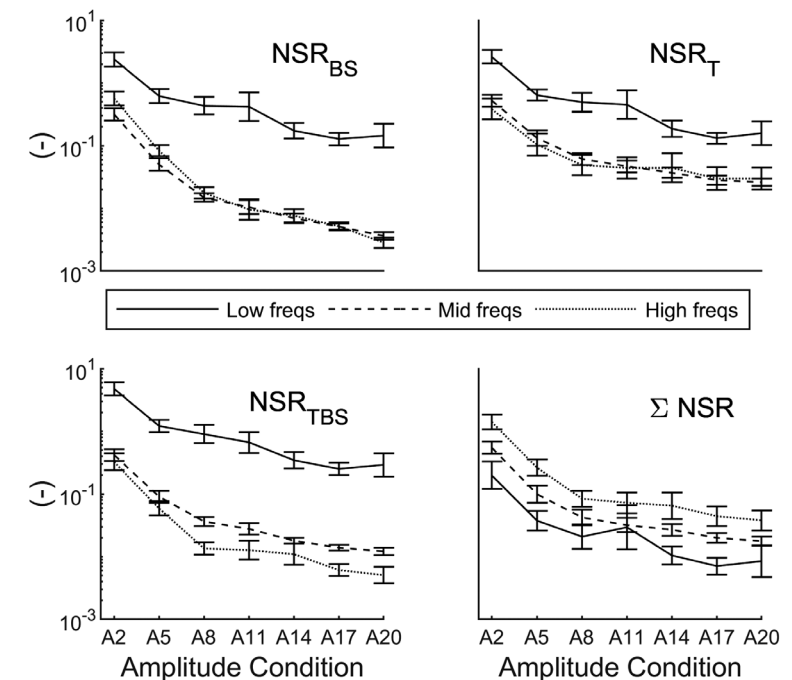 10^1
NSR_BS
NSR_T
10^-1
(-)
10^-3
Low freqs
Mid freqs
High freqs
10^1
NSR_TBS
Σ NSR
10^-1
(-)
10^-3
A2 A5 A8 A11 A14 A17 A20
A2 A5 A8 A11 A14 A17 A20
Amplitude Condition
Amplitude Condition